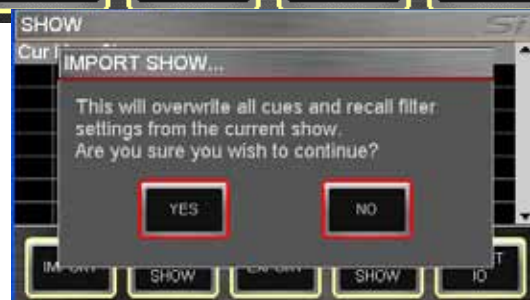 SHOW
Cur
IMPORT SHOW...
This will overwrite all cues and recall filter
settings from the current show.
Are you sure you wish to continue?
YES
NO
SHOW
SHOW
IO